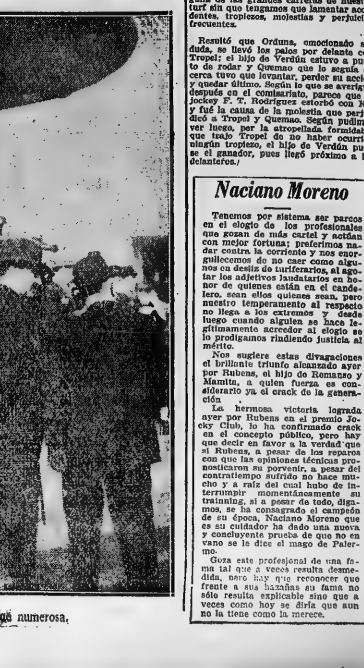 turf sin que tengamos que lamentar
dentes, tropiezos, molestias y
frecuentes.
Resultó que Orduna, emocionado
duda, se llevó los palos por delante
Tropel; el hijo de Verdún estuvo a
to de rodar y Quemao que lo seguía
cerca tuvo que levantar, perder su
y quedar último. Según lo que se
después en el comisariato, parece que
jockey F. T. Rodríguez estorbó con
y fué la causa de la molestia que
dicó a Tropel y Quemao. Según
ver luego, por la atropellada
que trajo Tropel de no haber
ningún tropiezo, el hijo de Verdún
se el ganador, pues llegó próximo a
delanteros.
Naciano Moreno
Tenemos por sistema ser parcos
en el elogio de los profesionales
que gozan de más cartel y actúan
con mejor fortuna; preferimos na-
dar contra la corriente y nos enor-
gullecemos de no caer como algu-
nos en desliz de turiferarios, al ago-
tar los adjetivos laudatarios en ho-
nor de quienes están en el cande-
lero, sean ellos quienes sean, pero
nuestro temperamento al respecto
no llega a los extremos y desde
luego cuando alguien se hace le-
gítimamente acreedor al elogio se
lo prodigamos rindiendo justicia al
mérito.
Nos sugiere estas divagaciones
el brillante triunfo alcanzado ayer
por Rubens, el hijo de Romanso y
Mamita, a quien fuerza es con-
siderarlo ya el crack de la genera-
ción
La hermosa victoria lograda
ayer por Rubens en el premio Joc-
ky Club, lo ha confirmado crack
en el concepto público, pero hay
que decir en favor a la verdad que
si Rubens, a pesar de los reparos
con que las opiniones técnicas pro-
nosticaron su porvenir, a pesar del
contratiempo sufrido no hace mu-
cho y a raíz del cual hubo de in-
terrumpir momentáneamente su
trainning, si a pesar de todo, diga-
mos, se ha consagrado el campeón
de su época, Naciano Moreno que
es su cuidador ha dado una nueva
y concluyente prueba de que no en
vano se le dice el mago de Paler-
mo.
Goza este profesional de una fa-
ma tal que a veces resulta desme-
dida, pero hay que reconocer que
frente a sus hazañas su fama no
sólo resulta explicable sino que a
veces como hoy se diría que aun
no la tiene como la merece.
numerosa,